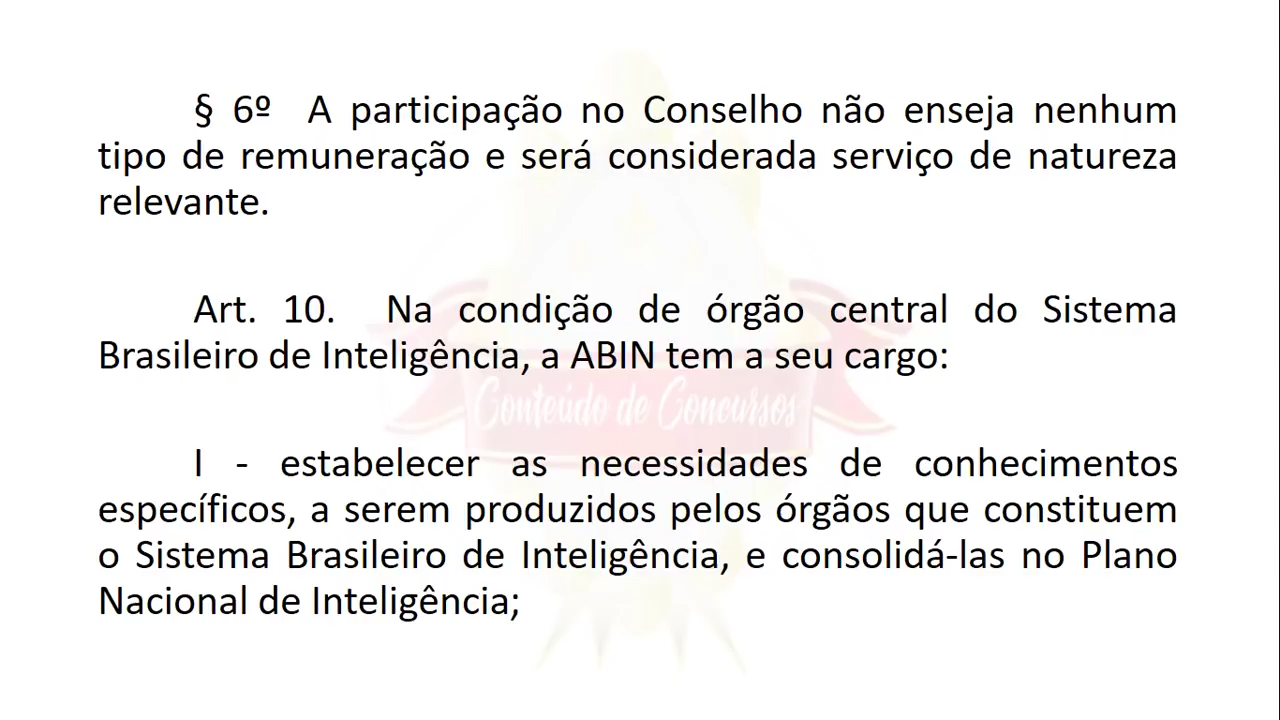 § 6º A participação no Conselho não enseja nenhum
tipo de remuneração e será considerada serviço de natureza
relevante.
Art. 10. Na condição de órgão central do Sistema
Brasileiro de Inteligência, a ABIN tem a seu cargo:
Conteúdo de Concursos
I - estabelecer as necessidades de conhecimentos
específicos, a serem produzidos pelos órgãos que constituem
o Sistema Brasileiro de Inteligência, e consolidá-las no Plano
Nacional de Inteligência;